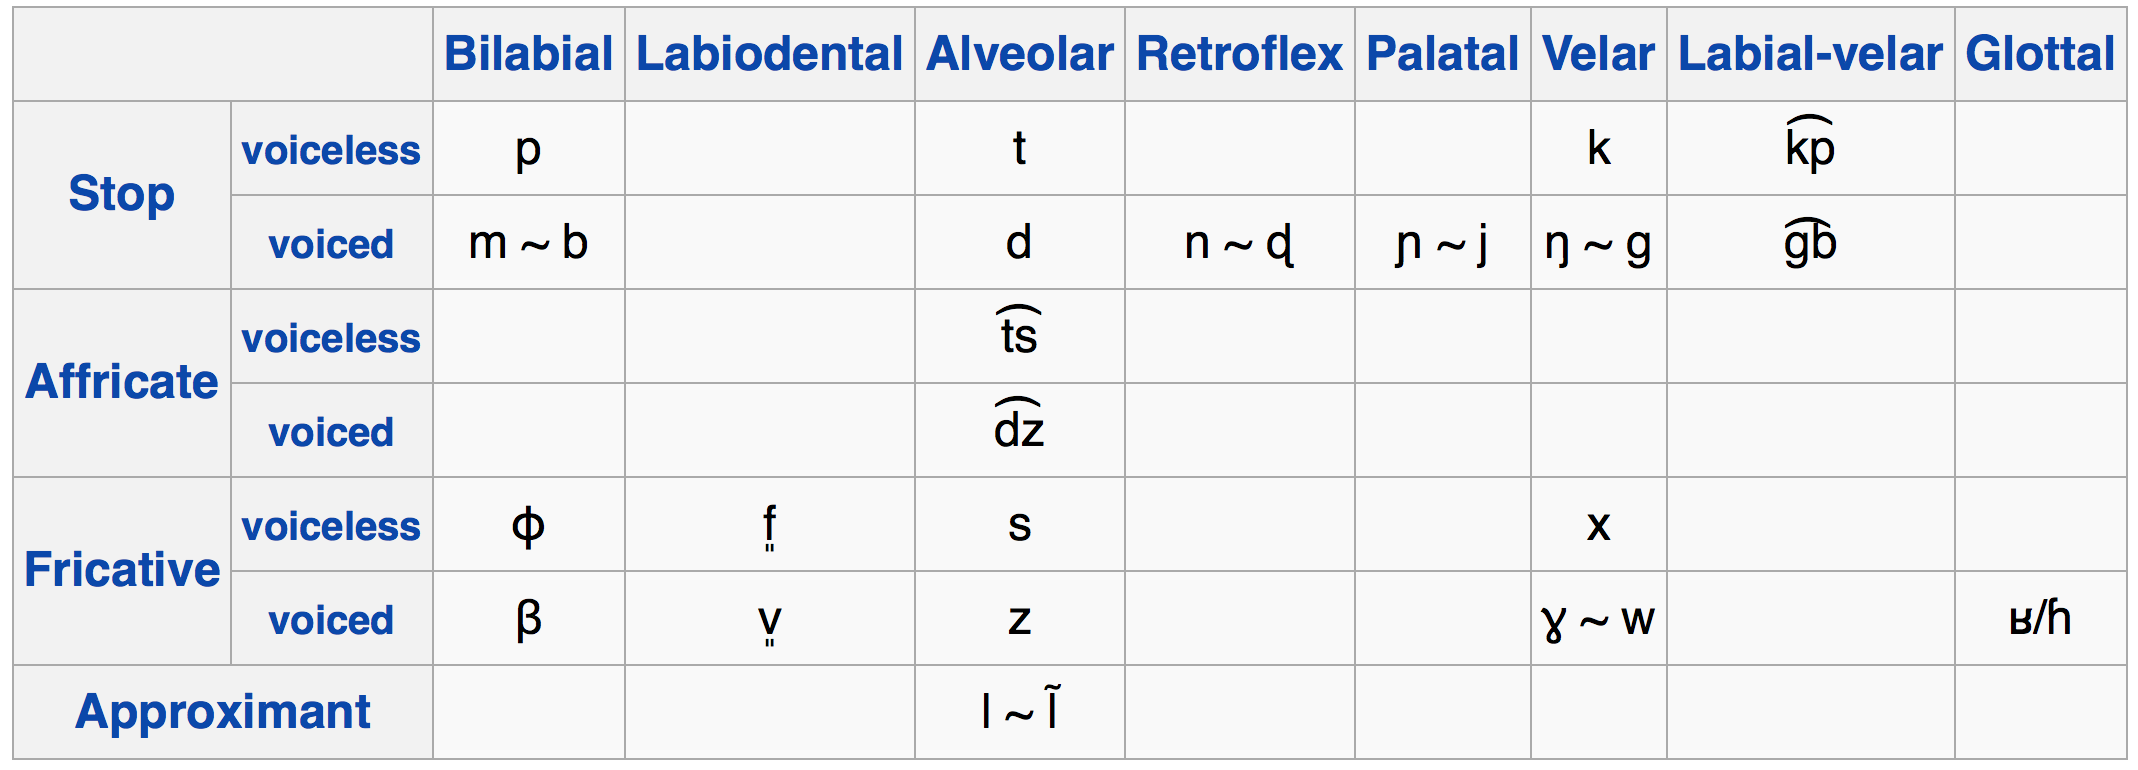 Bilabial Labiodental Alveolar Retroflex Palatal Velar Labial-velar Glottal
Stop voiceless p t k k͡p
voiced m ~ b d n ~ ɖ ɲ ~ j ŋ ~ g g͡b
Affricate voiceless t͡s
voiced d͡z
Fricative voiceless ɸ f͈ s x
voiced β v͈ z ɣ ~ w ʁ/ɦ
Approximant l ~ l̃